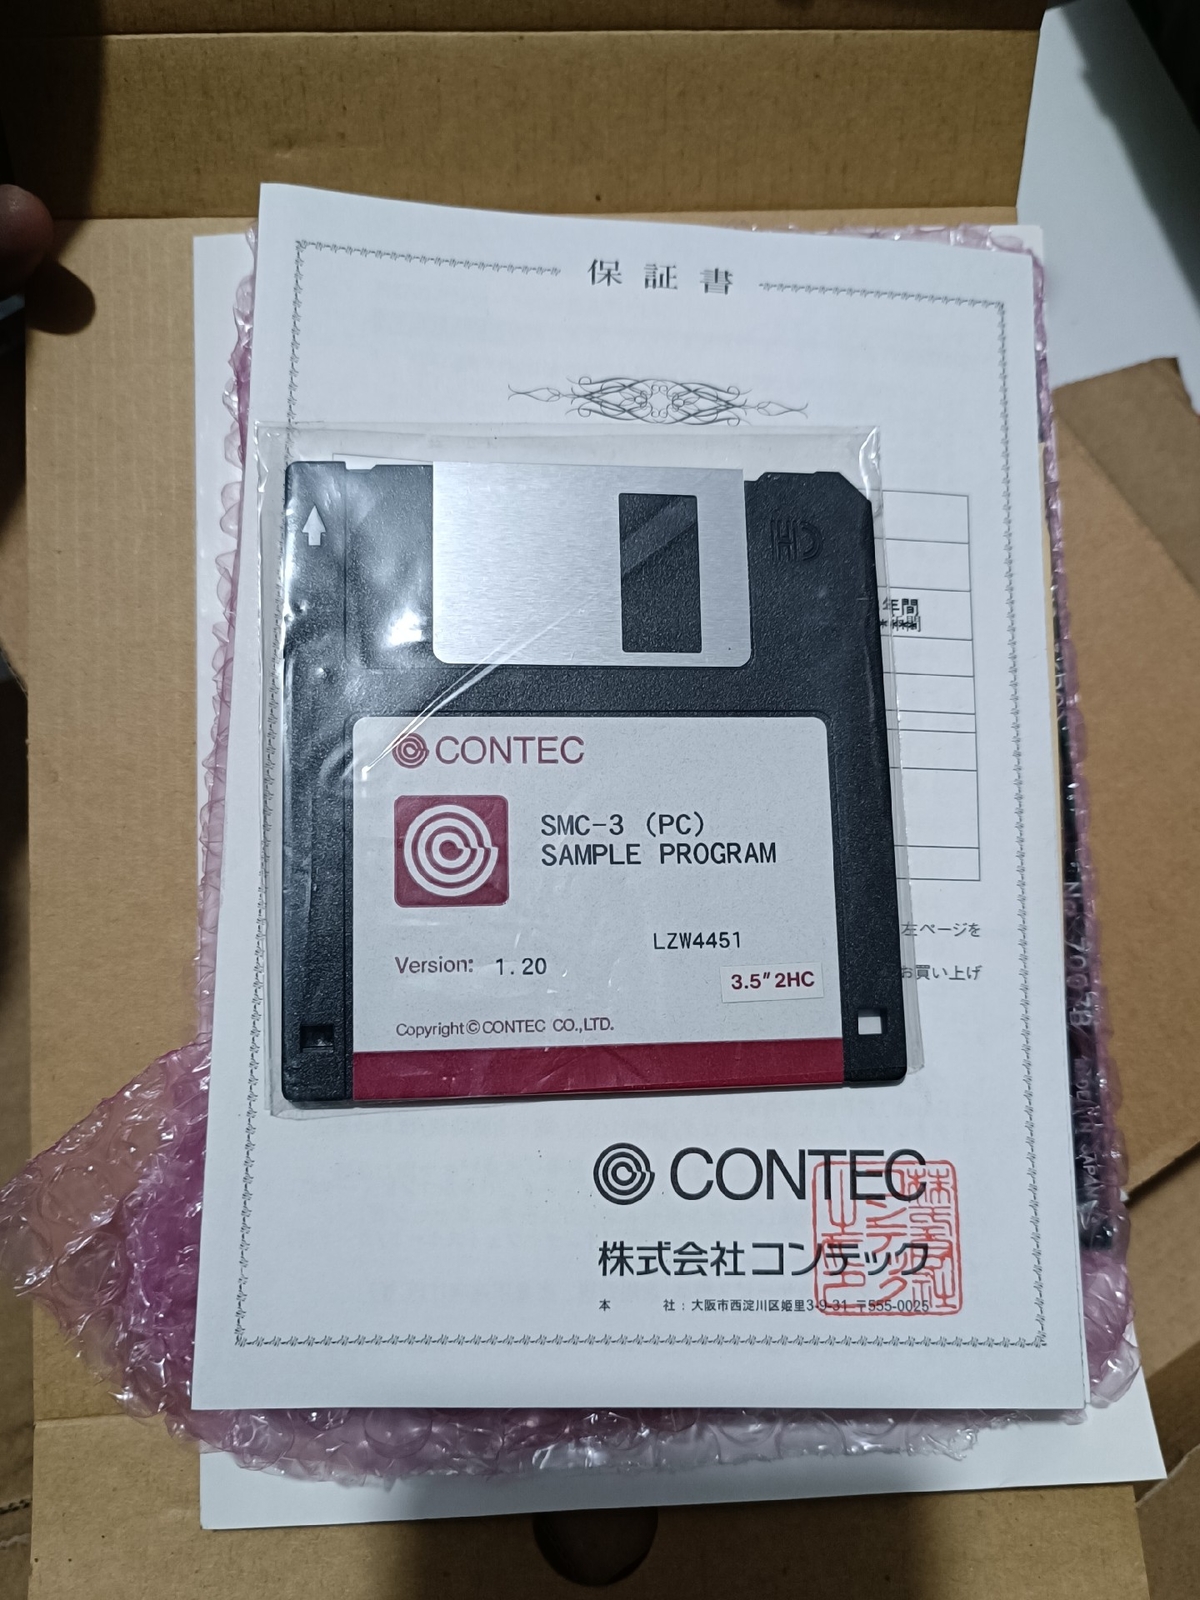 保証書
HD
年間
CONTEC
SMC-3 (PC)
SAMPLE PROGRAM
LZW4451
Version: 1.20
3.5" 2HC
Copyright © CONTEC CO.,LTD.
左ページを
お買い上げ
CONTEC
株式会社コンテック
本 社：大阪市西淀川区姫里3-9-31 〒555-0025